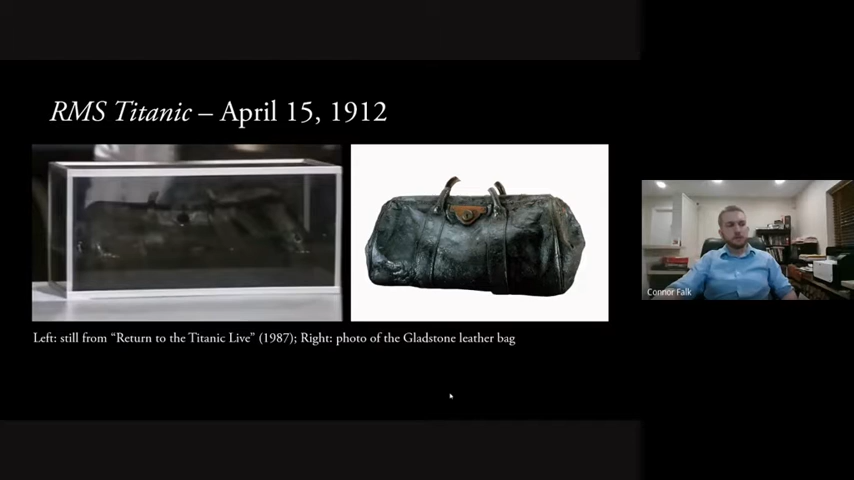 RMS Titanic – April 15, 1912
Left: still from “Return to the Titanic Live” (1987); Right: photo of the Gladstone leather bag
Connor Falk